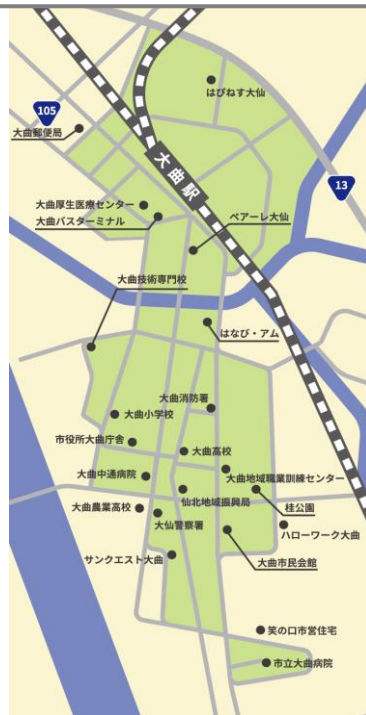 はぴねす大仙
105
大曲郵便局
大曲駅
13
大曲厚生医療センター
大曲バスターミナル
ペアーレ大仙
大曲技術専門校
はなび・アム
大曲消防署
大曲小学校
市役所大曲庁舎
大曲高校
大曲中通病院
大曲地域職業訓練センター
仙北地域振興局
桂公園
大曲農業高校
大仙警察署
ハローワーク大曲
サンクエスト大曲
大曲市民会館
笑の口市営住宅
市立大曲病院